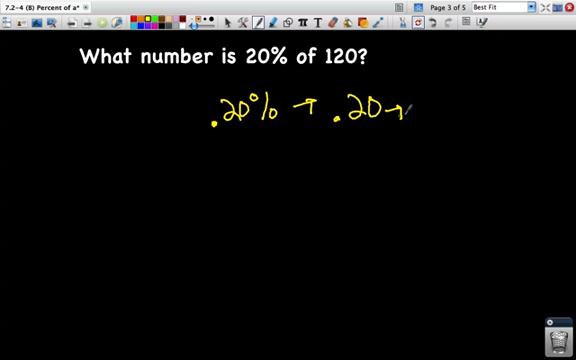 7.2-4 (B) Percent of a*
Page 3 of 5
Best Fit
What number is 20% of 120?
.20% → .20 →